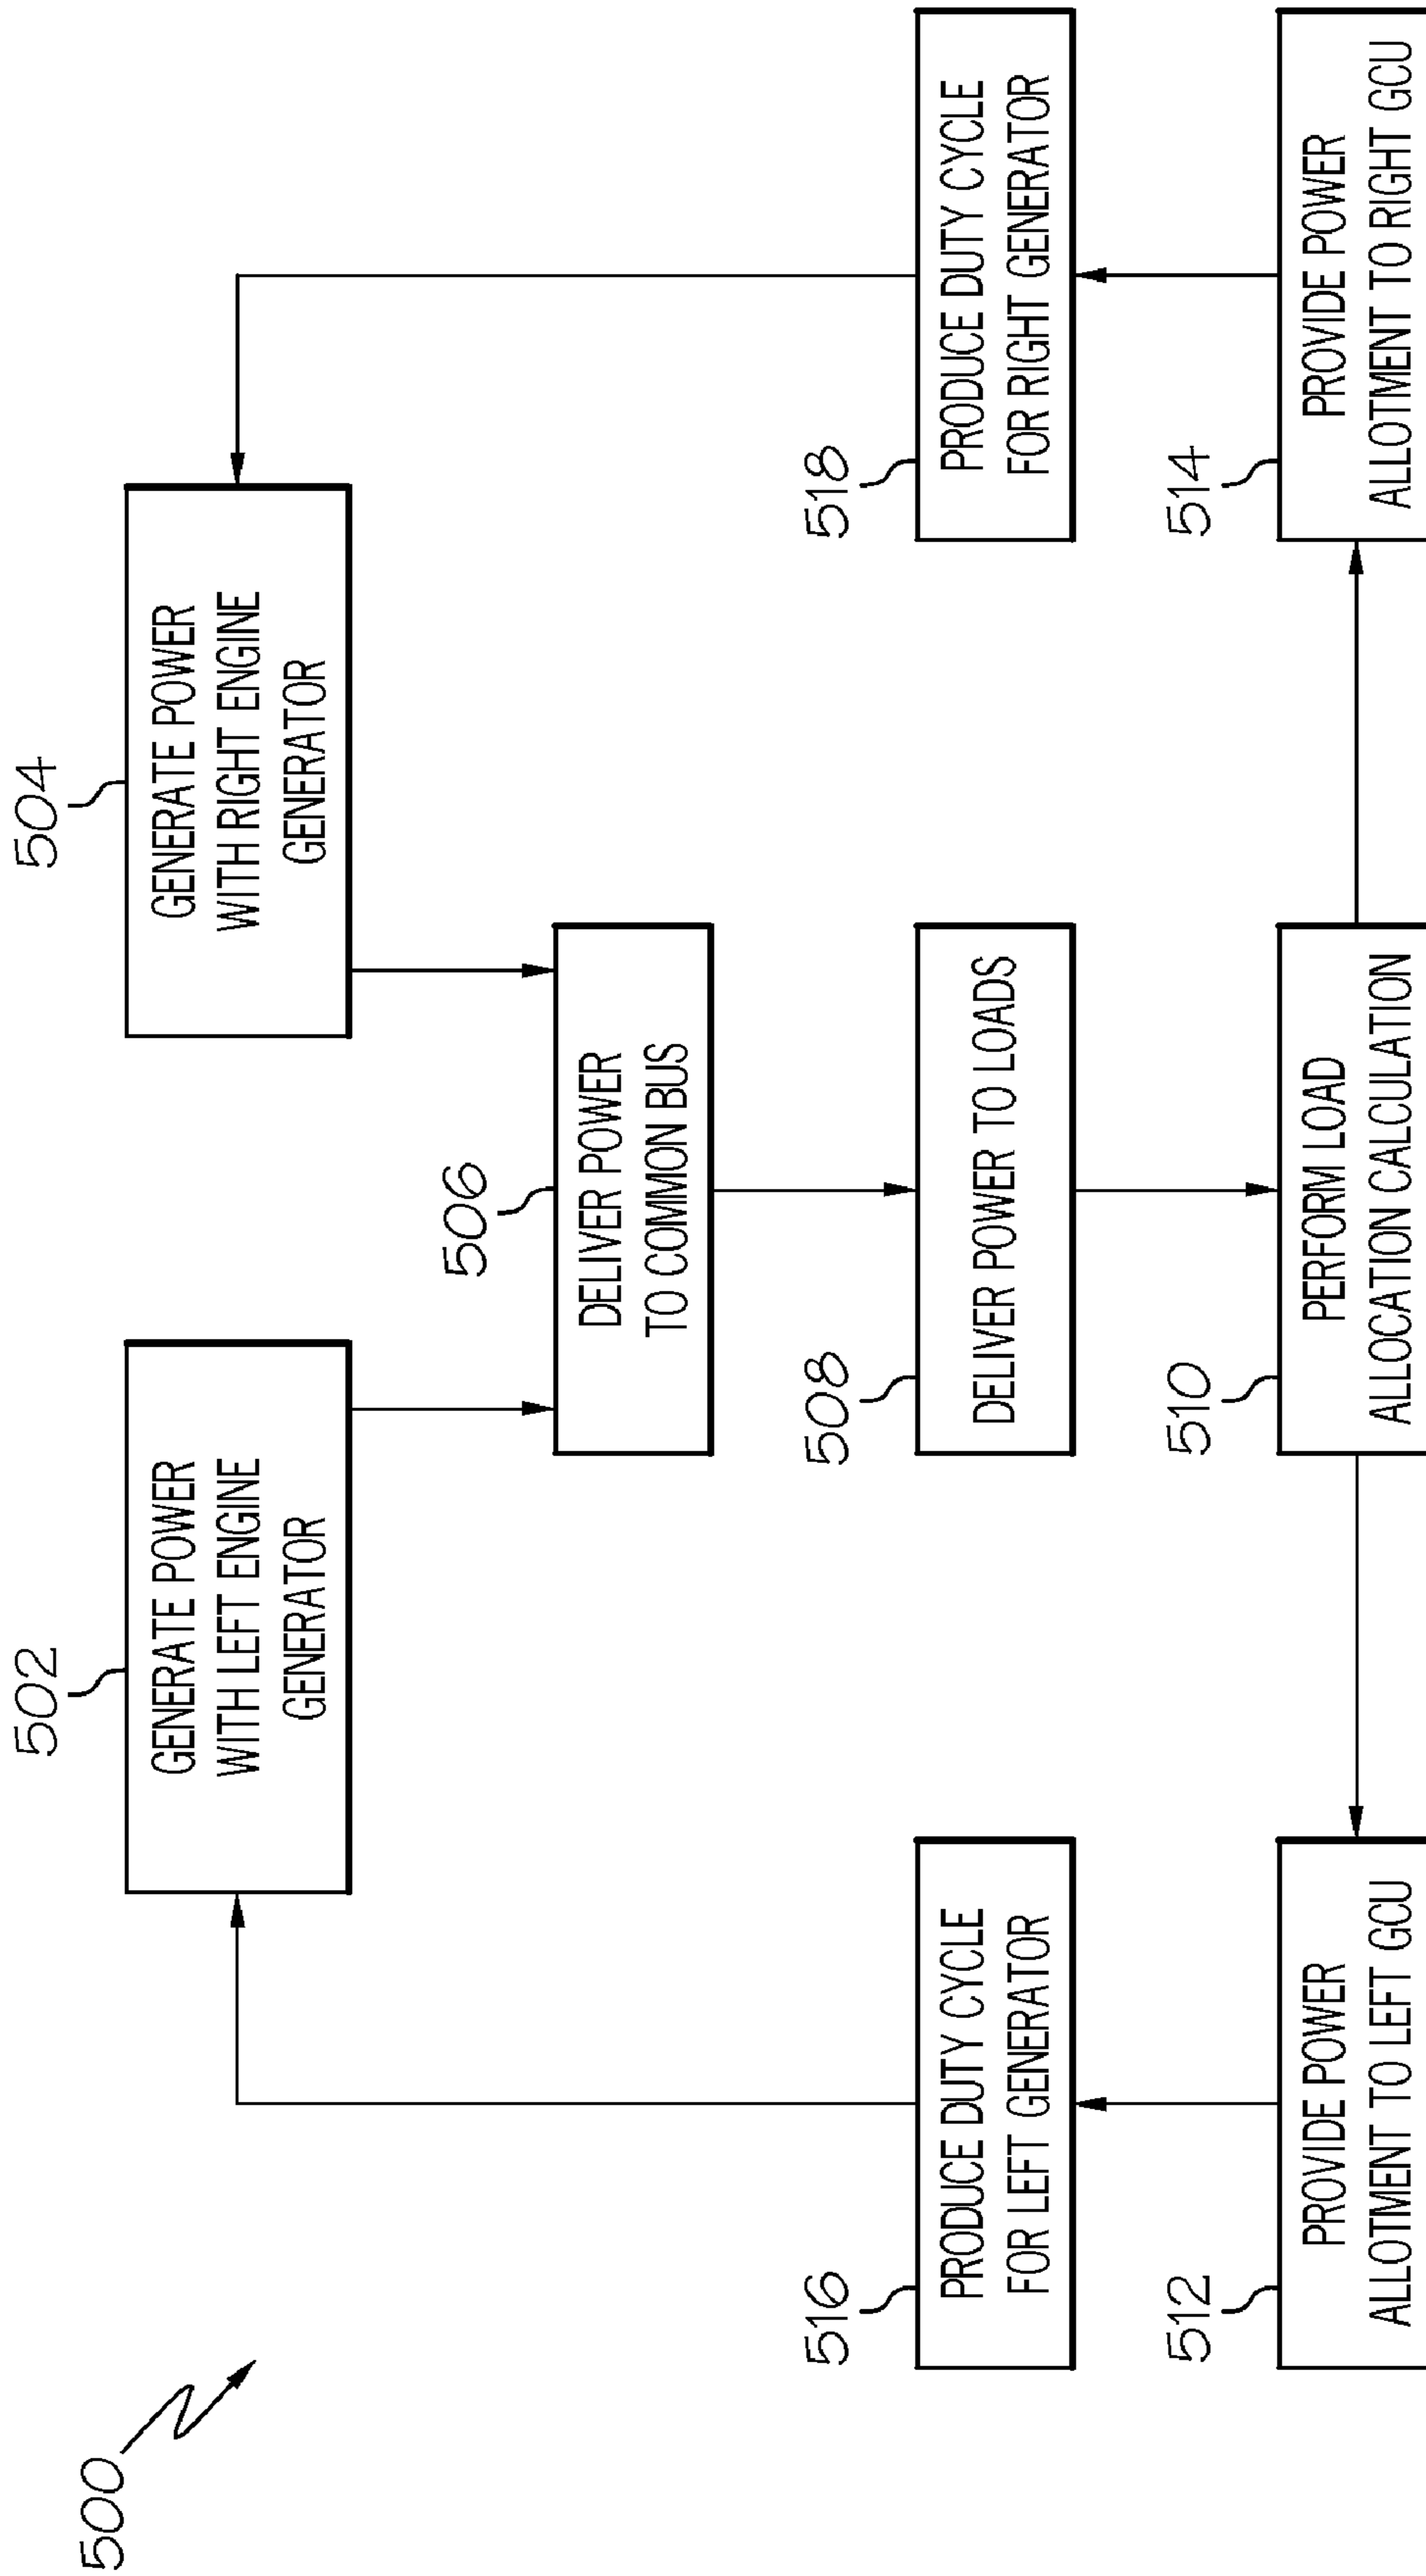 500
502
GENERATE POWER
WITH LEFT ENGINE
GENERATOR
504
GENERATE POWER
WITH RIGHT ENGINE
GENERATOR
506
DELIVER POWER
TO COMMON BUS
516
PRODUCE DUTY CYCLE
FOR LEFT GENERATOR
508
DELIVER POWER TO LOADS
518
PRODUCE DUTY CYCLE
FOR RIGHT GENERATOR
512
PROVIDE POWER
ALLOTMENT TO LEFT GCU
510
PERFORM LOAD
ALLOCATION CALCULATION
514
PROVIDE POWER
ALLOTMENT TO RIGHT GCU